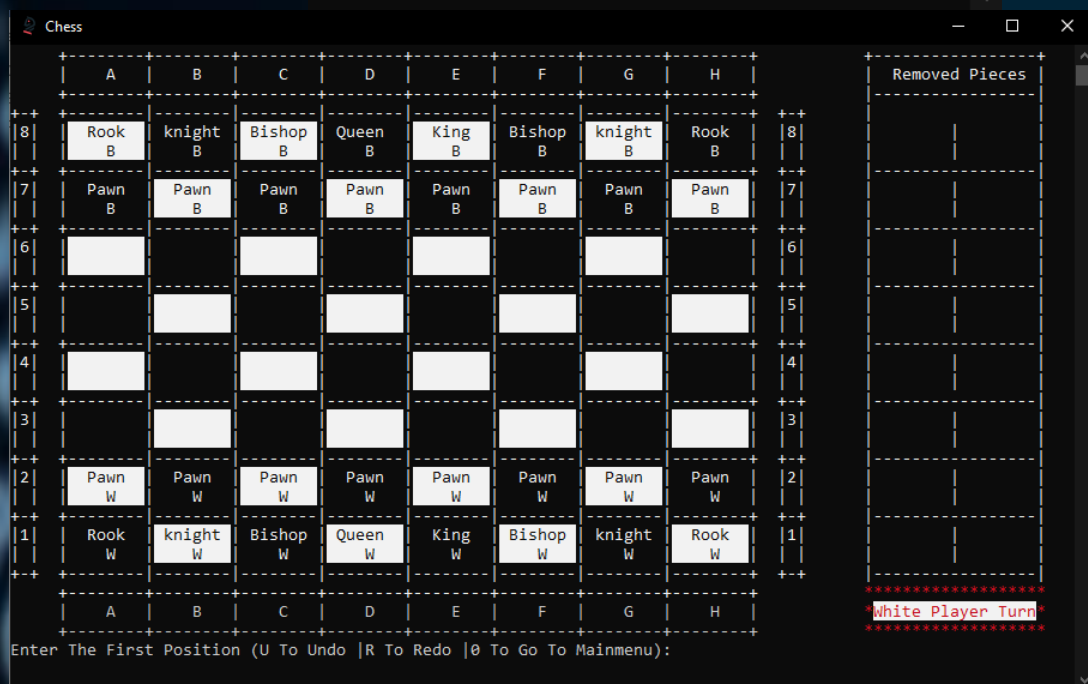 Chess
A B C D E F G H Removed Pieces
8 Rook knight Bishop Queen King Bishop knight Rook 8
B B B B B B B B
7 Pawn Pawn Pawn Pawn Pawn Pawn Pawn Pawn 7
B B B B B B B B
6 6
5 5
4 4
3 3
2 Pawn Pawn Pawn Pawn Pawn Pawn Pawn Pawn 2
W W W W W W W W
1 Rook knight Bishop Queen King Bishop knight Rook 1
W W W W W W W W
*******************
A B C D E F G H *White Player Turn*
*******************
Enter The First Position (U To Undo |R To Redo |0 To Go To Mainmenu):